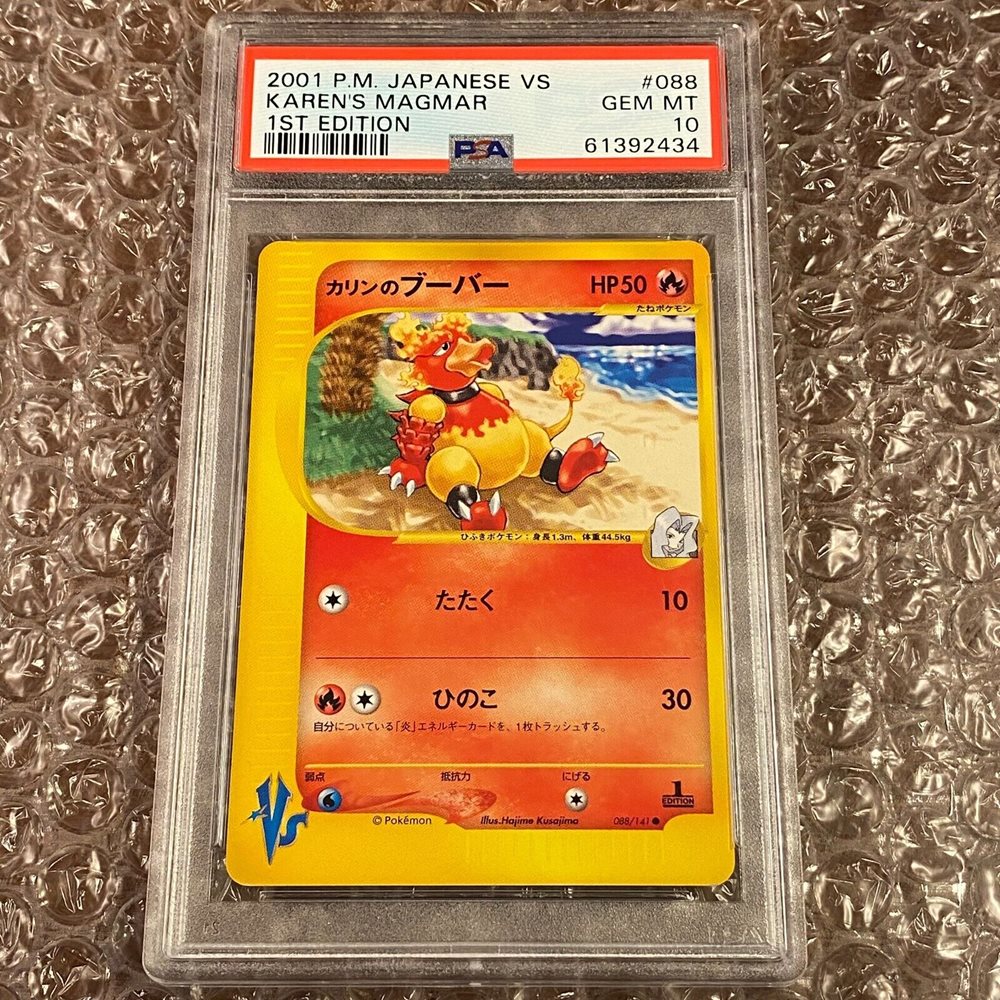 2001 P.M. JAPANESE VS #088
KAREN'S MAGMAR GEM MT
1ST EDITION 10
PSA 61392434
カリンのブーバー HP50
たねポケモン
ひふきポケモン：身長1.3m、体重44.5kg
たたく 10
ひのこ 30
自分についている「炎」エネルギーカードを、1枚トラッシュする。
弱点 抵抗力 にげる
1
EDITION
VS
© Pokémon Illus.Hajime Kusajima 088/141 ●